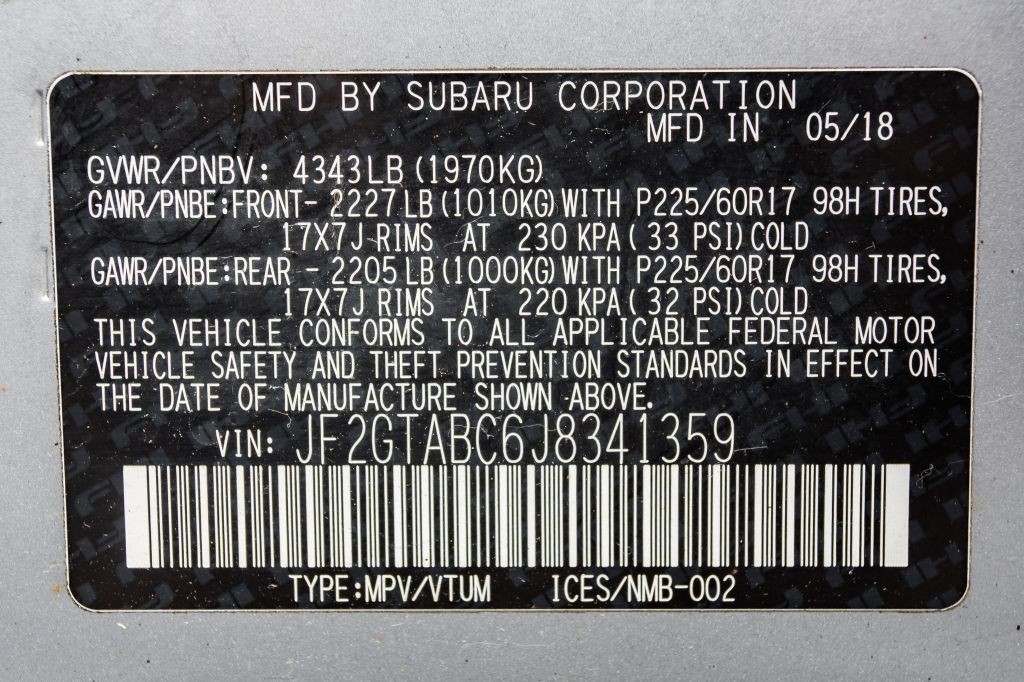 MFD BY SUBARU CORPORATION
MFD IN 05/18
GVWR/PNBV: 4343LB (1970KG)
GAWR/PNBE:FRONT- 2227LB (1010KG) WITH P225/60R17 98H TIRES,
17X7J RIMS AT 230 KPA( 33 PSI) COLD
GAWR/PNBE:REAR - 2205LB (1000KG) WITH P225/60R17 98H TIRES,
17X7J RIMS AT 220 KPA( 32 PSI) COLD
THIS VEHICLE CONFORMS TO ALL APPLICABLE FEDERAL MOTOR
VEHICLE SAFETY AND THEFT PREVENTION STANDARDS IN EFFECT ON
THE DATE OF MANUFACTURE SHOWN ABOVE.
VIN: JF2GTABC6J8341359
TYPE:MPV/VTUM ICES/NMB-002